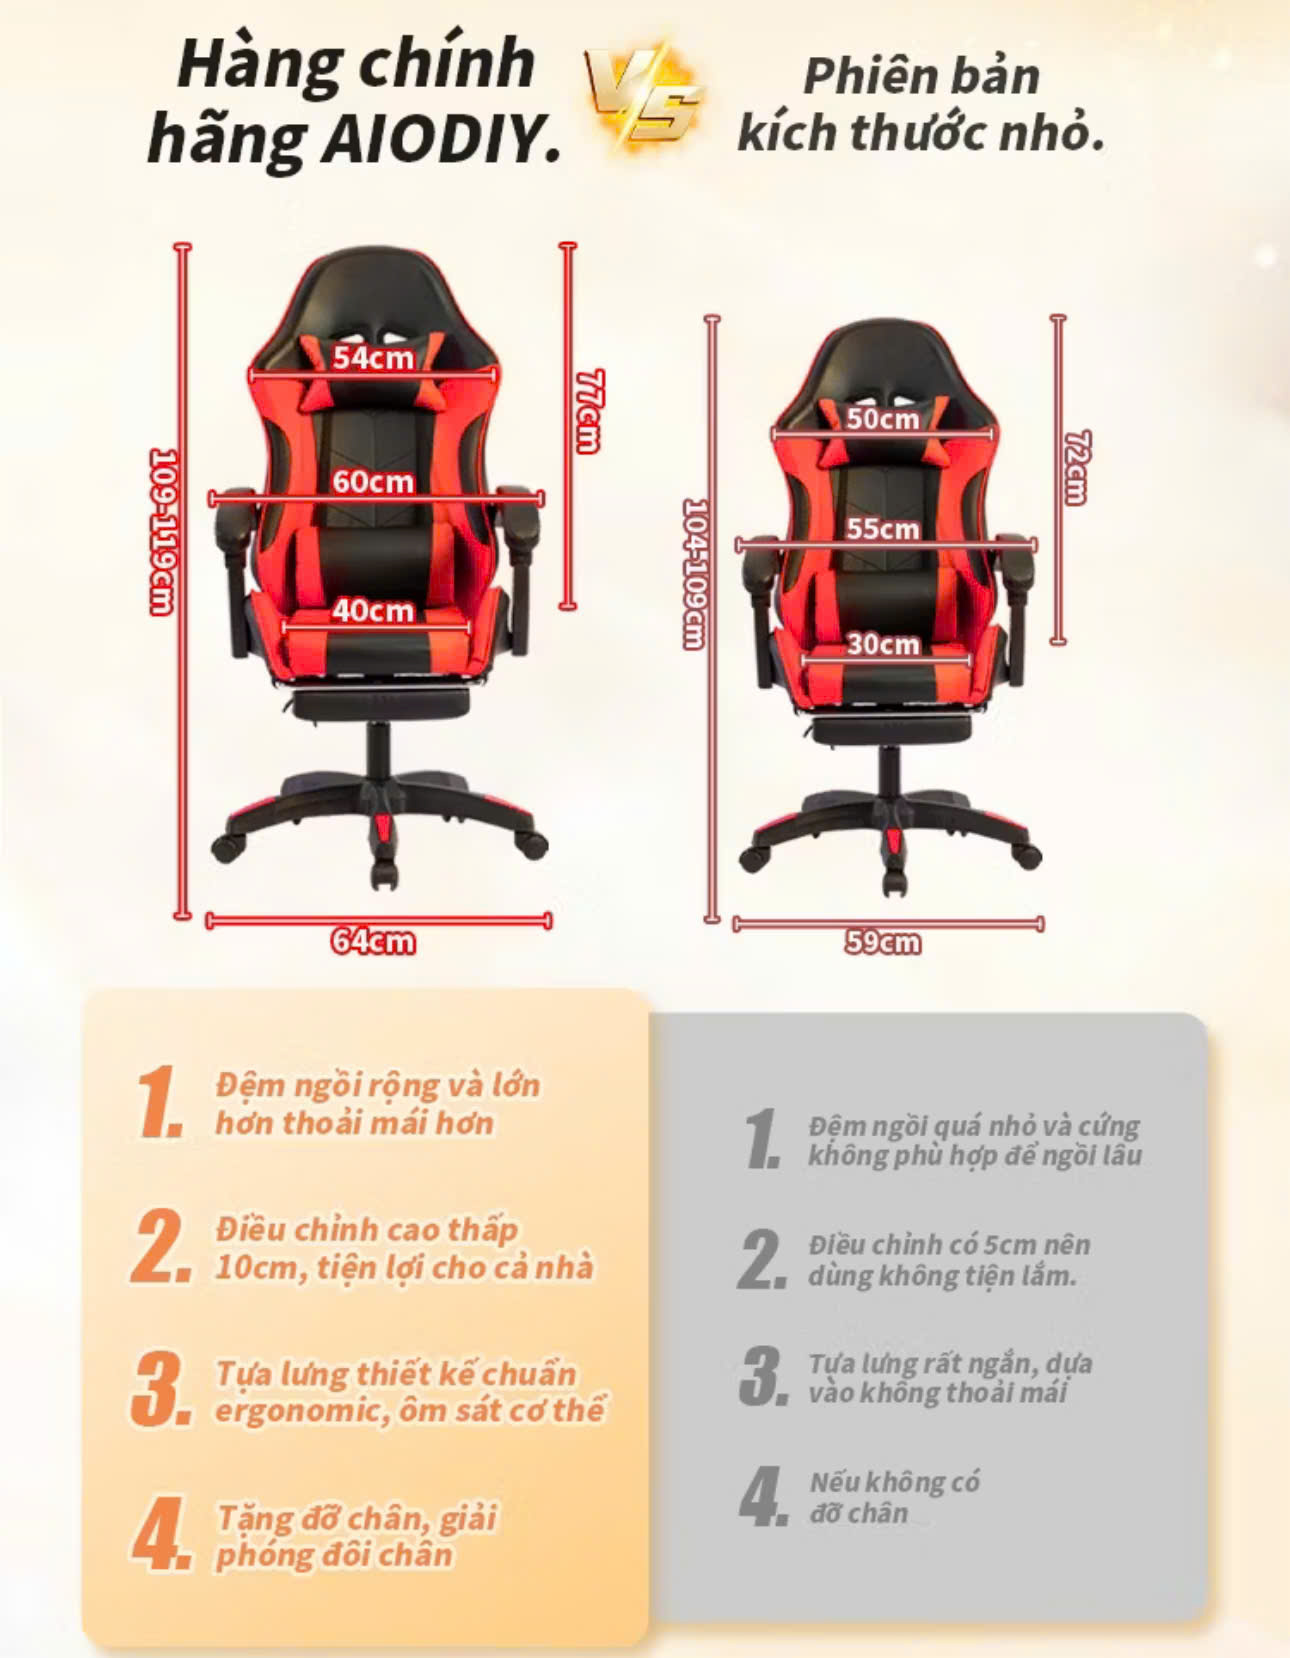 Hàng chính
hãng AIODIY.
VS
Phiên bản
kích thước nhỏ.
54cm
77cm
60cm
109-119cm
40cm
64cm
50cm
72cm
55cm
104-109cm
30cm
59cm
1. Đệm ngồi rộng và lớn
hơn thoải mái hơn
2. Điều chỉnh cao thấp
10cm, tiện lợi cho cả nhà
3. Tựa lưng thiết kế chuẩn
ergonomic, ôm sát cơ thể
4. Tặng đỡ chân, giải
phóng đôi chân
1. Đệm ngồi quá nhỏ và cứng
không phù hợp để ngồi lâu
2. Điều chỉnh có 5cm nên
dùng không tiện lắm.
3. Tựa lưng rất ngắn, dựa
vào không thoải mái
4. Nếu không có
đỡ chân